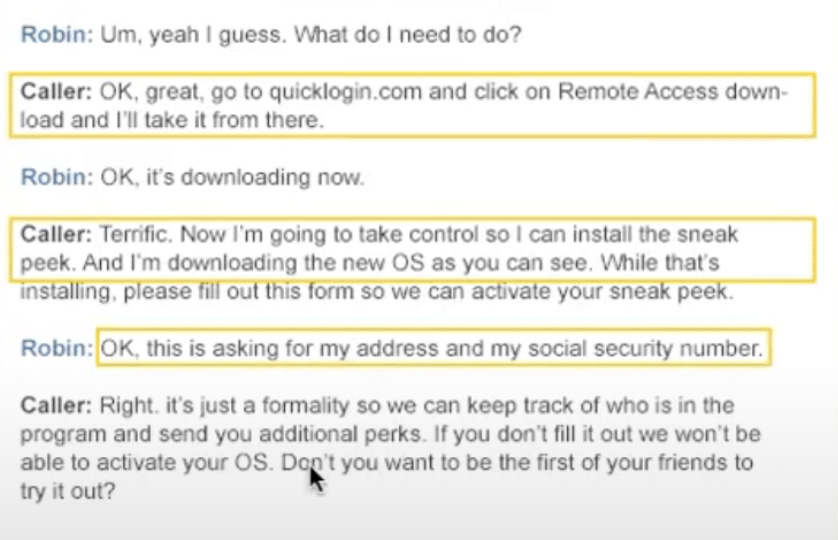 Robin: Um, yeah I guess. What do I need to do?
Caller: OK, great, go to quicklogin.com and click on Remote Access down-
load and I'll take it from there.
Robin: OK, it's downloading now.
Caller: Terrific. Now I'm going to take control so I can install the sneak
peek. And I'm downloading the new OS as you can see. While that's
installing, please fill out this form so we can activate your sneak peek.
Robin: OK, this is asking for my address and my social security number.
Caller: Right. it's just a formality so we can keep track of who is in the
program and send you additional perks. If you don't fill it out we won't be
able to activate your OS. Don't you want to be the first of your friends to
try it out?